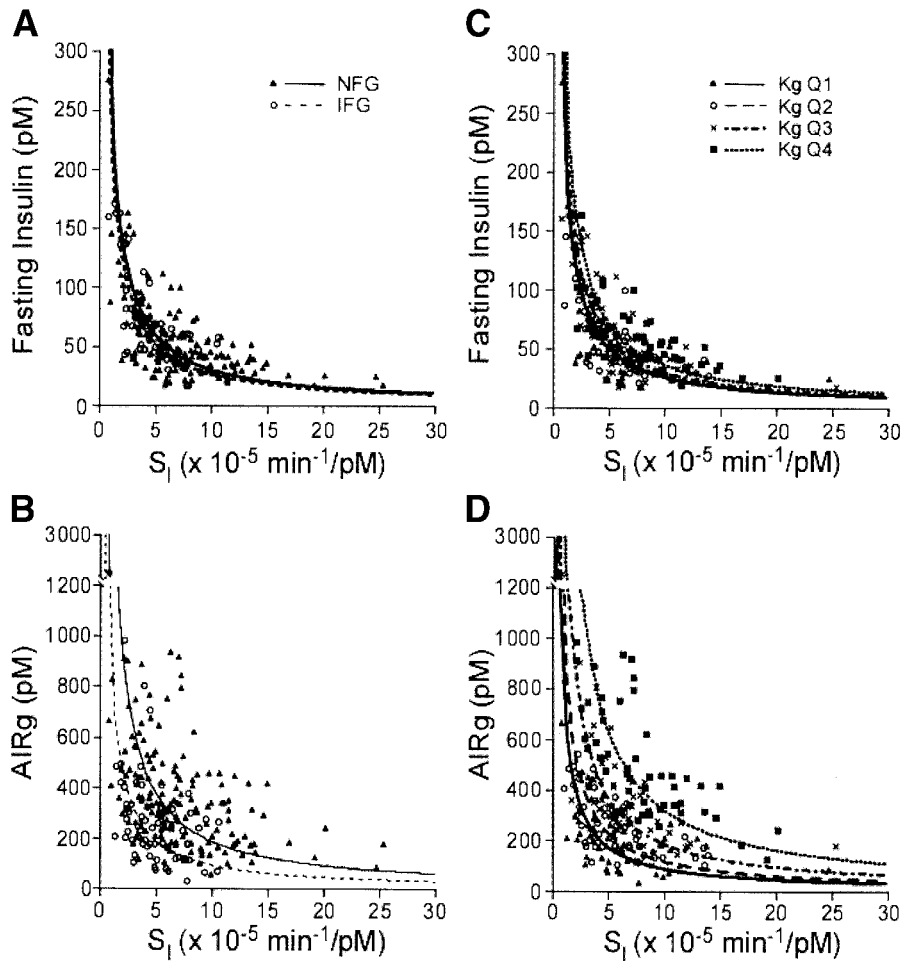 A
C
300
250
200
150
100
50
0
Fasting Insulin (pM)
NFG
IFG
0 5 10 15 20 25 30
S_I (x 10^-5 min^-1/pM)
300
250
200
150
100
50
0
Fasting Insulin (pM)
Kg Q1
Kg Q2
Kg Q3
Kg Q4
0 5 10 15 20 25 30
S_I (x 10^-5 min^-1/pM)
B
D
3000
1200
1000
800
600
400
200
0
AIRg (pM)
0 5 10 15 20 25 30
S_I (x 10^-5 min^-1/pM)
3000
1200
1000
800
600
400
200
0
AIRg (pM)
0 5 10 15 20 25 30
S_I (x 10^-5 min^-1/pM)